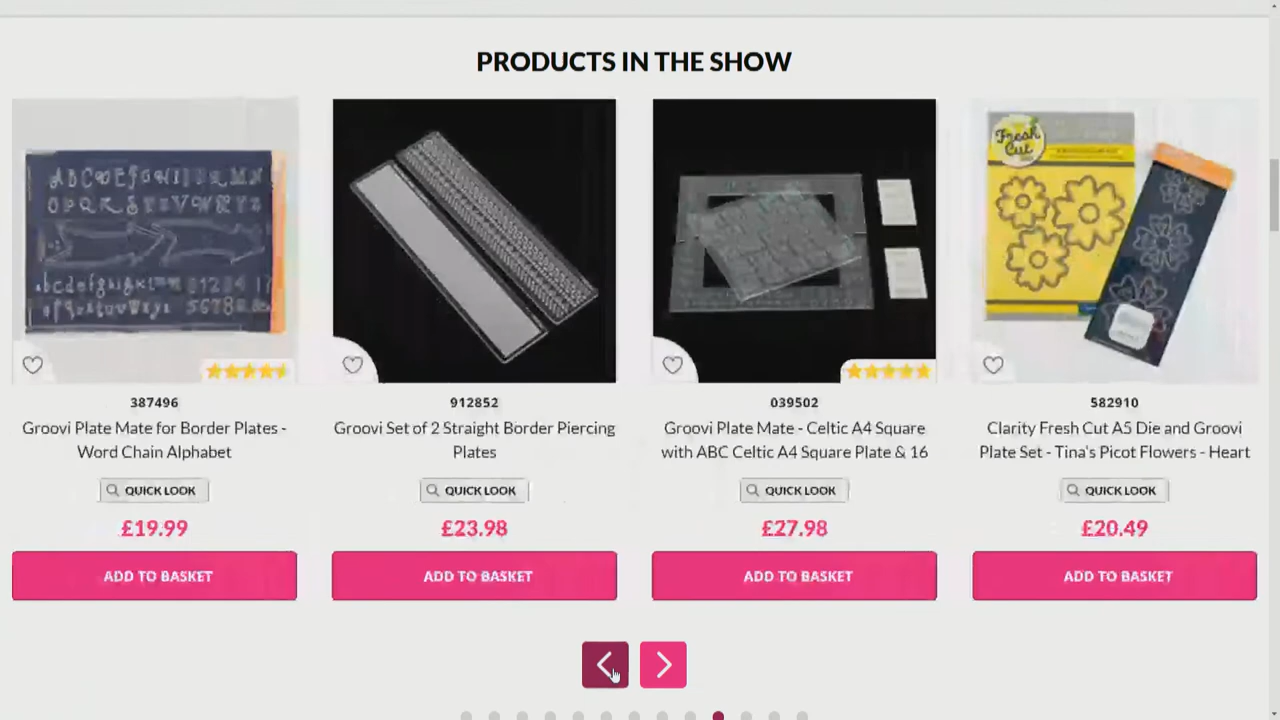 PRODUCTS IN THE SHOW
Fresh
Cut
387496
Groovi Plate Mate for Border Plates -
Word Chain Alphabet
QUICK LOOK
£19.99
ADD TO BASKET
912852
Groovi Set of 2 Straight Border Piercing
Plates
QUICK LOOK
£23.98
ADD TO BASKET
039502
Groovi Plate Mate - Celtic A4 Square
with ABC Celtic A4 Square Plate & 16
QUICK LOOK
£27.98
ADD TO BASKET
582910
Clarity Fresh Cut A5 Die and Groovi
Plate Set - Tina's Picot Flowers - Heart
QUICK LOOK
£20.49
ADD TO BASKET